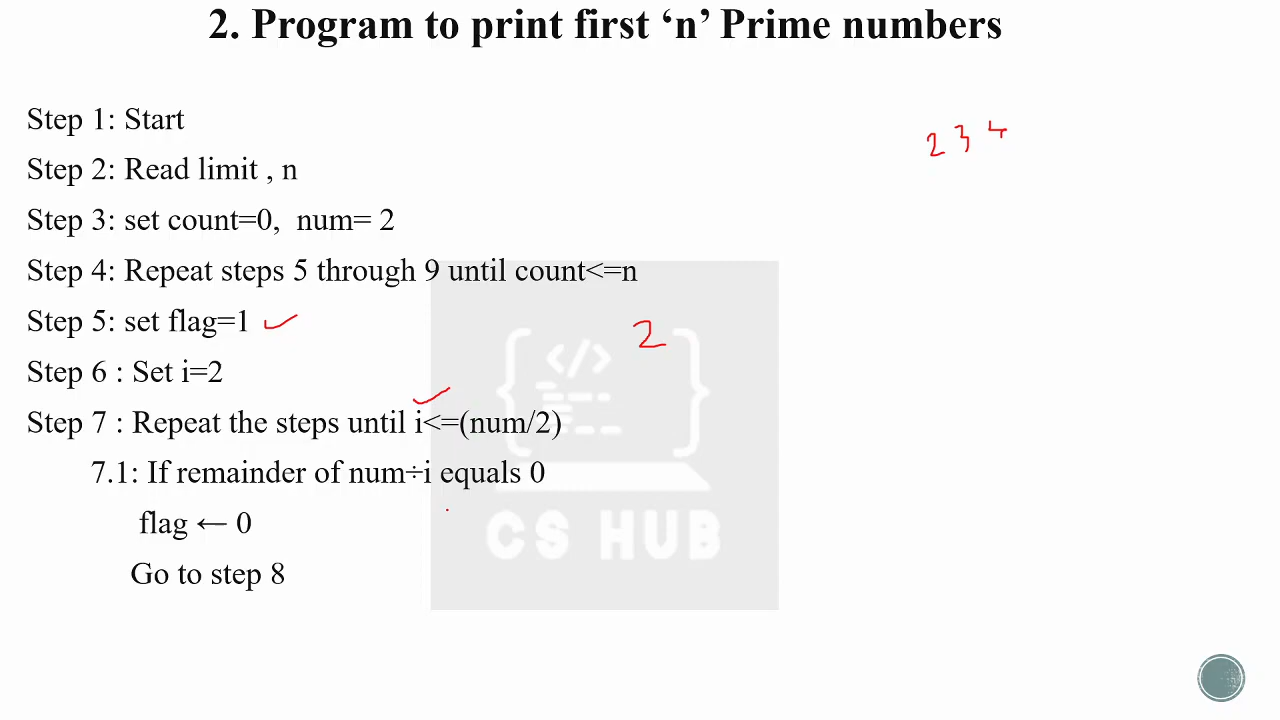 2. Program to print first ‘n’ Prime numbers
2 3 4
Step 1: Start
Step 2: Read limit , n
Step 3: set count=0, num= 2
Step 4: Repeat steps 5 through 9 until count<=n
Step 5: set flag=1
2
</>
Step 6 : Set i=2
Step 7 : Repeat the steps until i<=(num/2)
7.1: If remainder of num÷i equals 0
flag ← 0
CS HUB
Go to step 8